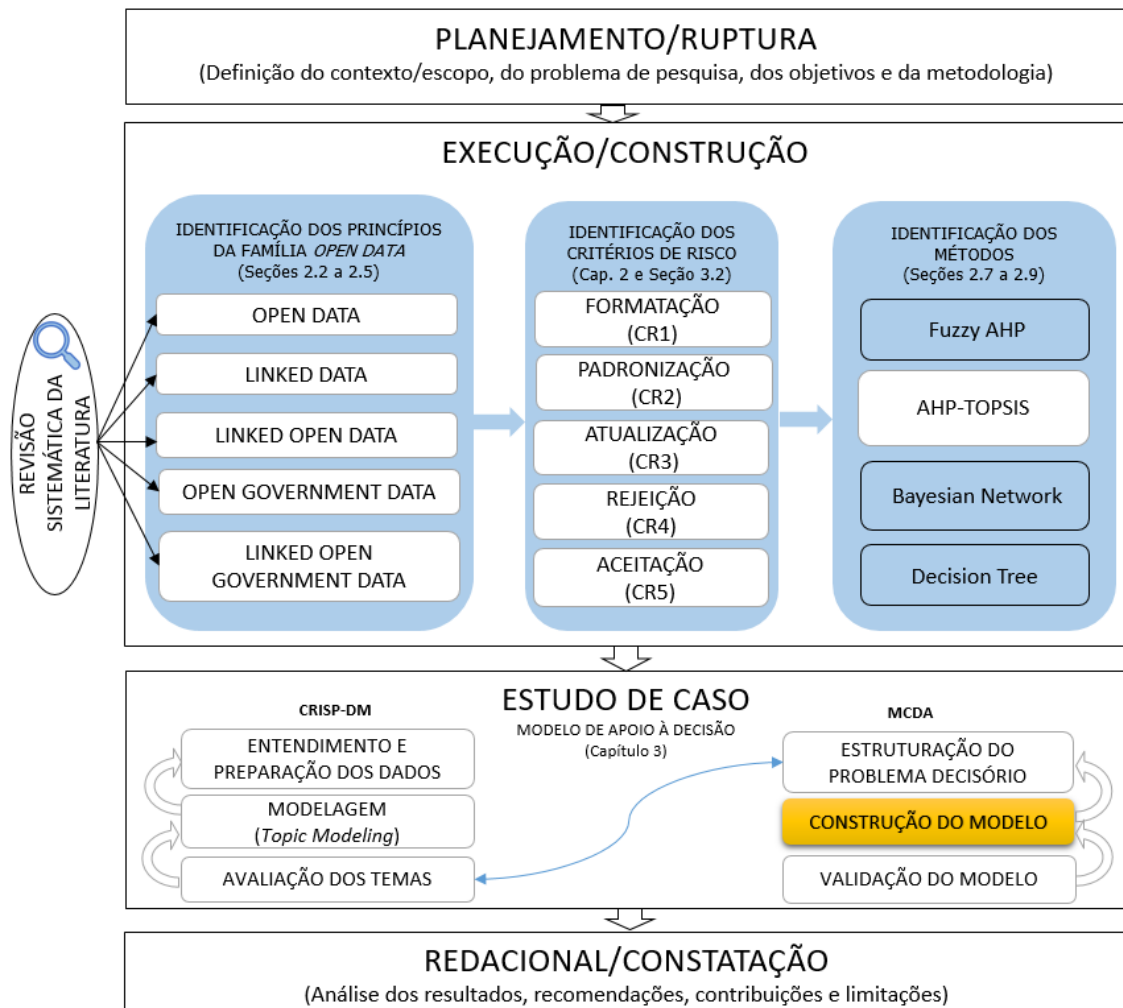 PLANEJAMENTO/RUPTURA
(Definição do contexto/escopo, do problema de pesquisa, dos objetivos e da metodologia)
EXECUÇÃO/CONSTRUÇÃO
REVISÃO
SISTEMÁTICA DA
LITERATURA
IDENTIFICAÇÃO DOS PRINCÍPIOS
DA FAMÍLIA OPEN DATA
(Seções 2.2 a 2.5)
OPEN DATA
LINKED DATA
LINKED OPEN DATA
OPEN GOVERNMENT DATA
LINKED OPEN
GOVERNMENT DATA
IDENTIFICAÇÃO DOS
CRITÉRIOS DE RISCO
(Cap. 2 e Seção 3.2)
FORMATAÇÃO
(CR1)
PADRONIZAÇÃO
(CR2)
ATUALIZAÇÃO
(CR3)
REJEIÇÃO
(CR4)
ACEITAÇÃO
(CR5)
IDENTIFICAÇÃO DOS
MÉTODOS
(Seções 2.7 a 2.9)
Fuzzy AHP
AHP-TOPSIS
Bayesian Network
Decision Tree
ESTUDO DE CASO
MODELO DE APOIO À DECISÃO
(Capítulo 3)
CRISP-DM
ENTENDIMENTO E
PREPARAÇÃO DOS DADOS
MODELAGEM
(Topic Modeling)
AVALIAÇÃO DOS TEMAS
MCDA
ESTRUTURAÇÃO DO
PROBLEMA DECISÓRIO
CONSTRUÇÃO DO MODELO
VALIDAÇÃO DO MODELO
REDACIONAL/CONSTATAÇÃO
(Análise dos resultados, recomendações, contribuições e limitações)